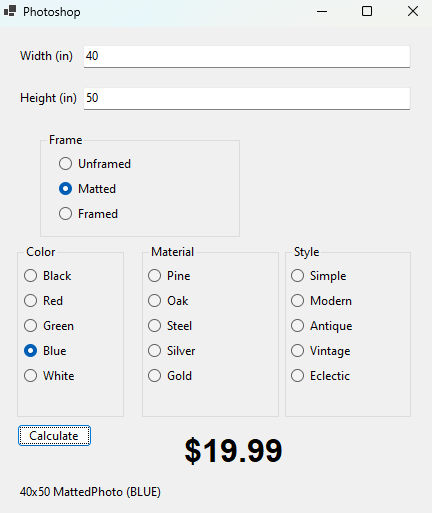 Photoshop
Width (in) 40
Height (in) 50
Frame
Unframed
Matted
Framed
Color
Black
Red
Green
Blue
White
Material
Pine
Oak
Steel
Silver
Gold
Style
Simple
Modern
Antique
Vintage
Eclectic
Calculate
$19.99
40x50 MattedPhoto (BLUE)